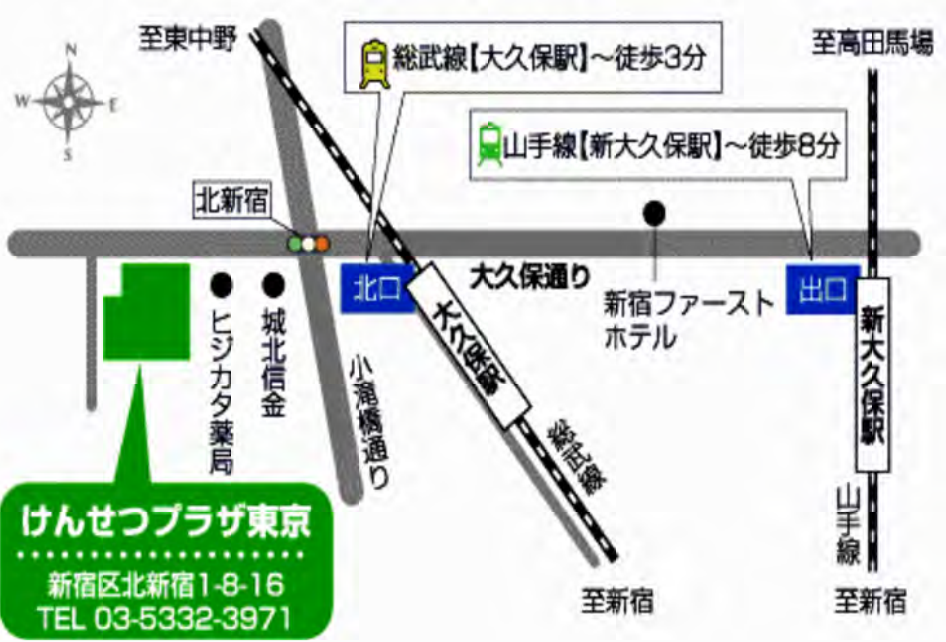 至東中野
総武線【大久保駅】〜徒歩3分
至高田馬場
N
W
E
S
山手線【新大久保駅】〜徒歩8分
北新宿
北口
大久保通り
新宿ファースト
ホテル
出口
大久保駅
新大久保駅
ヒジカタ薬局
城北信金
小滝橋通り
総武線
山手線
けんせつプラザ東京
新宿区北新宿1-8-16
TEL 03-5332-3971
至新宿
至新宿